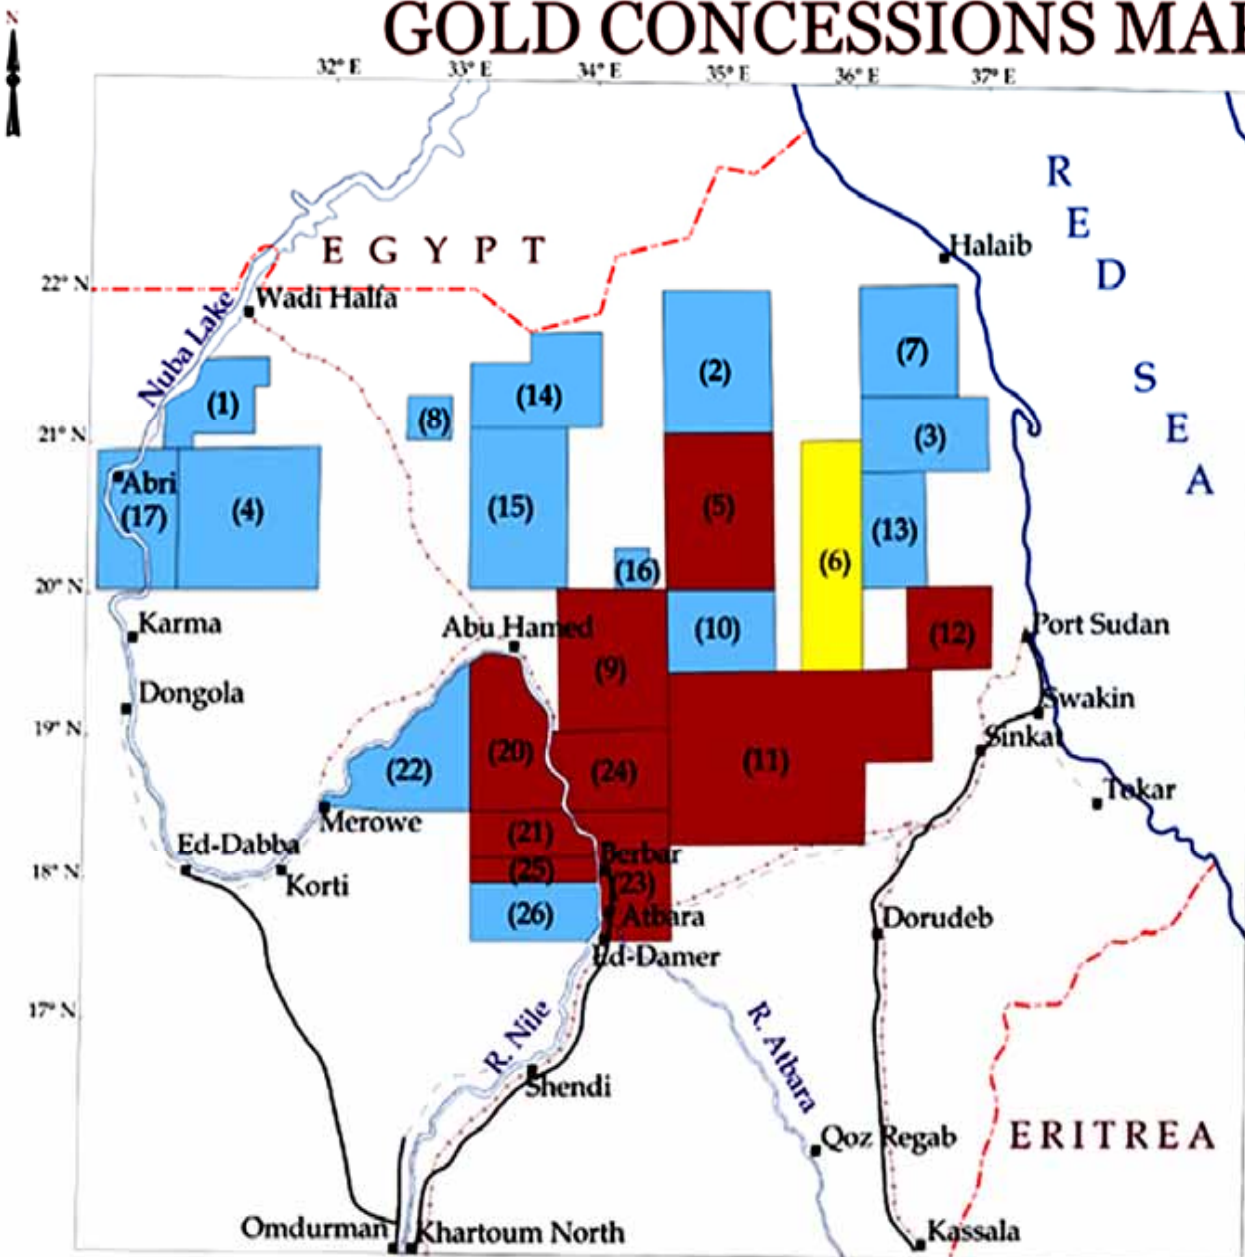 GOLD CONCESSIONS MAP
N
32° E 33° E 34° E 35° E 36° E 37° E
R
E
D
S
E
A
EGYPT
Halaib
22° N
Wadi Halfa
Nuba Lake
(1)
(2)
(7)
(14)
(8)
(3)
21° N
Abri
(17)
(4)
(15)
(5)
(13)
(6)
(16)
20° N
Karma
Abu Hamed
(10)
(12)
Port Sudan
(9)
Dongola
Swakin
19° N
Sinkat
(20)
(22)
(24)
(11)
Tokar
Merowe
(21)
Ed-Dabba
Berbar
18° N
(25)
Korti
(23)
(26)
Atbara
Dorudeb
Ed-Damer
17° N
R. Nile
R. Atbara
Shendi
Qoz Regab
ERITREA
Omdurman
Khartoum North
Kassala